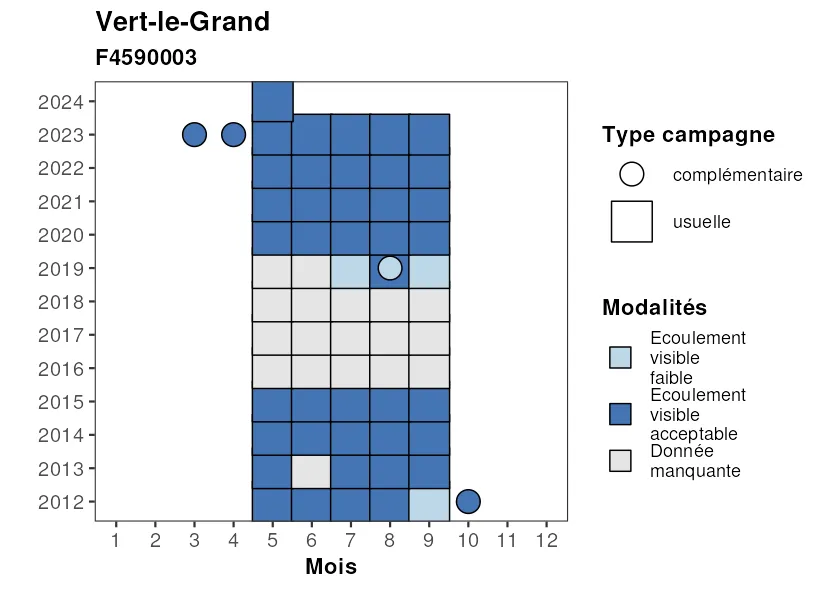 Vert-le-Grand
F4590003
2024
2023
2022
2021
2020
2019
2018
2017
2016
2015
2014
2013
2012
1 2 3 4 5 6 7 8 9 10 11 12
Mois
Type campagne
complémentaire
usuelle
Modalités
Ecoulement
visible
faible
Ecoulement
visible
acceptable
Donnée
manquante